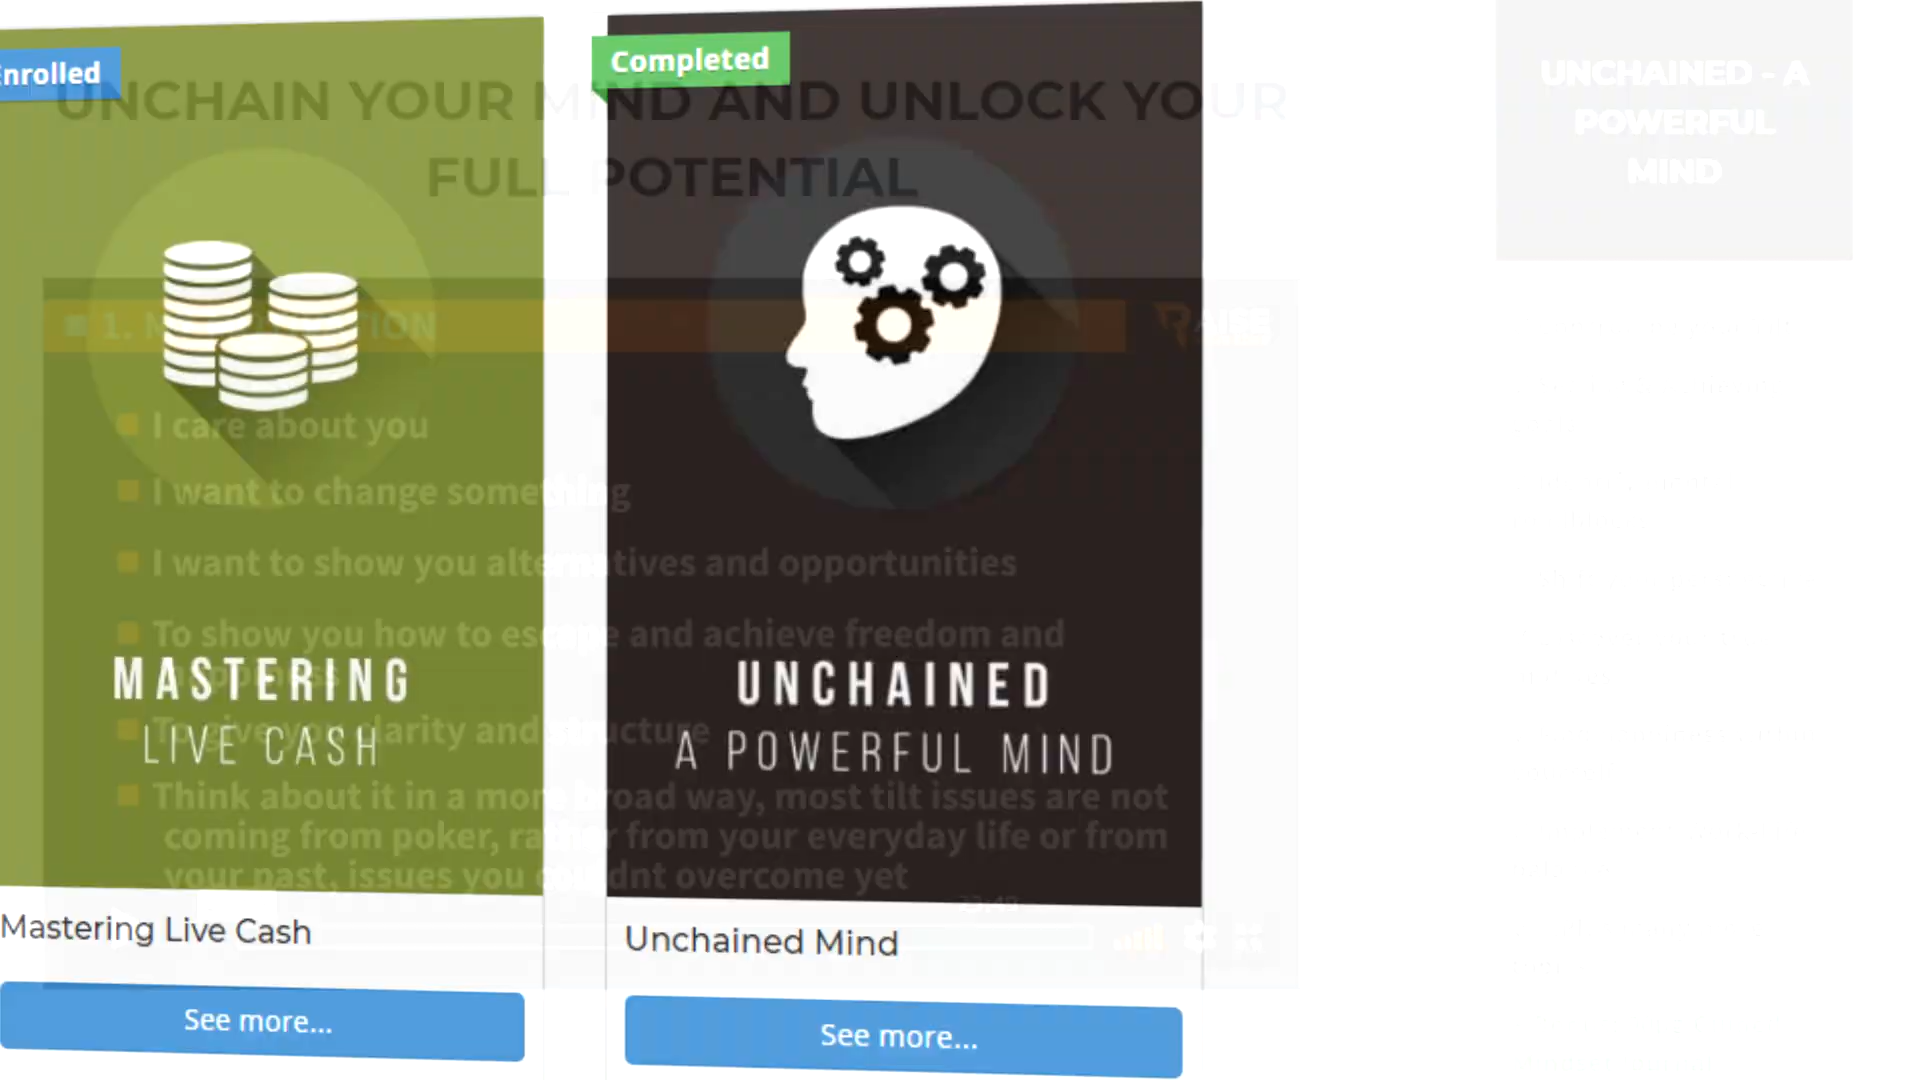 Enrolled
Completed
UNCHAIN YOUR MIND AND UNLOCK YOUR
FULL POTENTIAL
UNCHAINED - A
POWERFUL
MIND
1.
RAISE
I care about you
I want to change something
I want to show you alternatives and opportunities
To show you how to escape and achieve freedom and
happiness
To give you clarity and structure
Think about it in a more broad way, most tilt issues are not
coming from poker, rather from your everyday life or from
your past, issues you couldnt overcome yet
MASTERING
LIVE CASH
UNCHAINED
A POWERFUL MIND
Mastering Live Cash
Unchained Mind
See more...
See more...